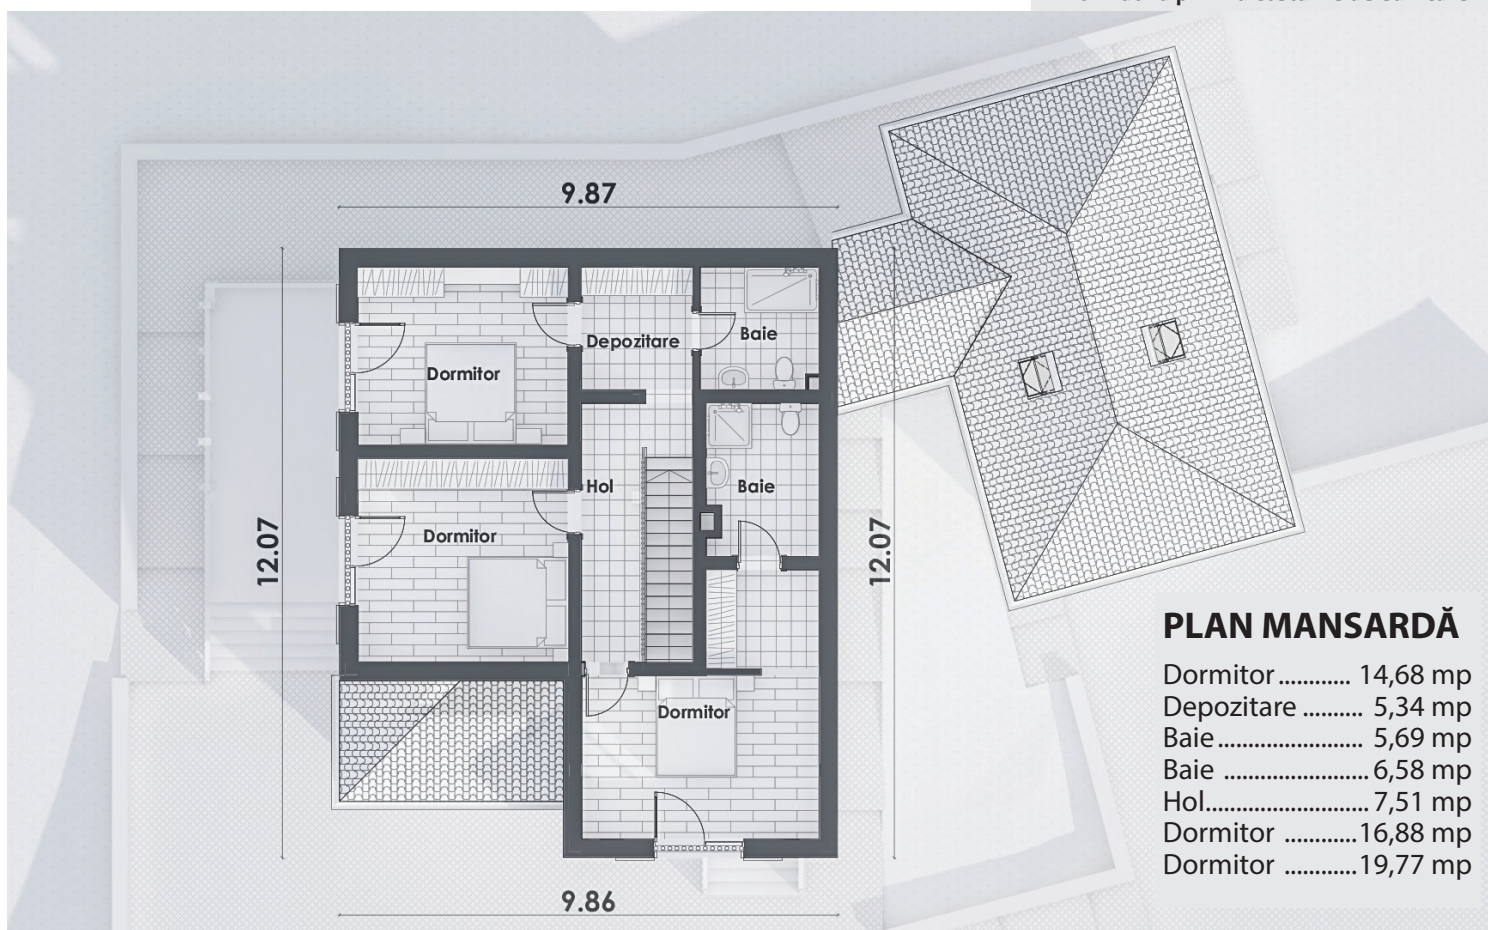 9.87
Depozitare
Baie
Dormitor
Hol
Baie
Dormitor
12.07
12.07
Dormitor
9.86
PLAN MANSARDĂ
Dormitor ............ 14,68 mp
Depozitare .......... 5,34 mp
Baie ........................ 5,69 mp
Baie ........................ 6,58 mp
Hol ........................... 7,51 mp
Dormitor ............ 16,88 mp
Dormitor ............ 19,77 mp